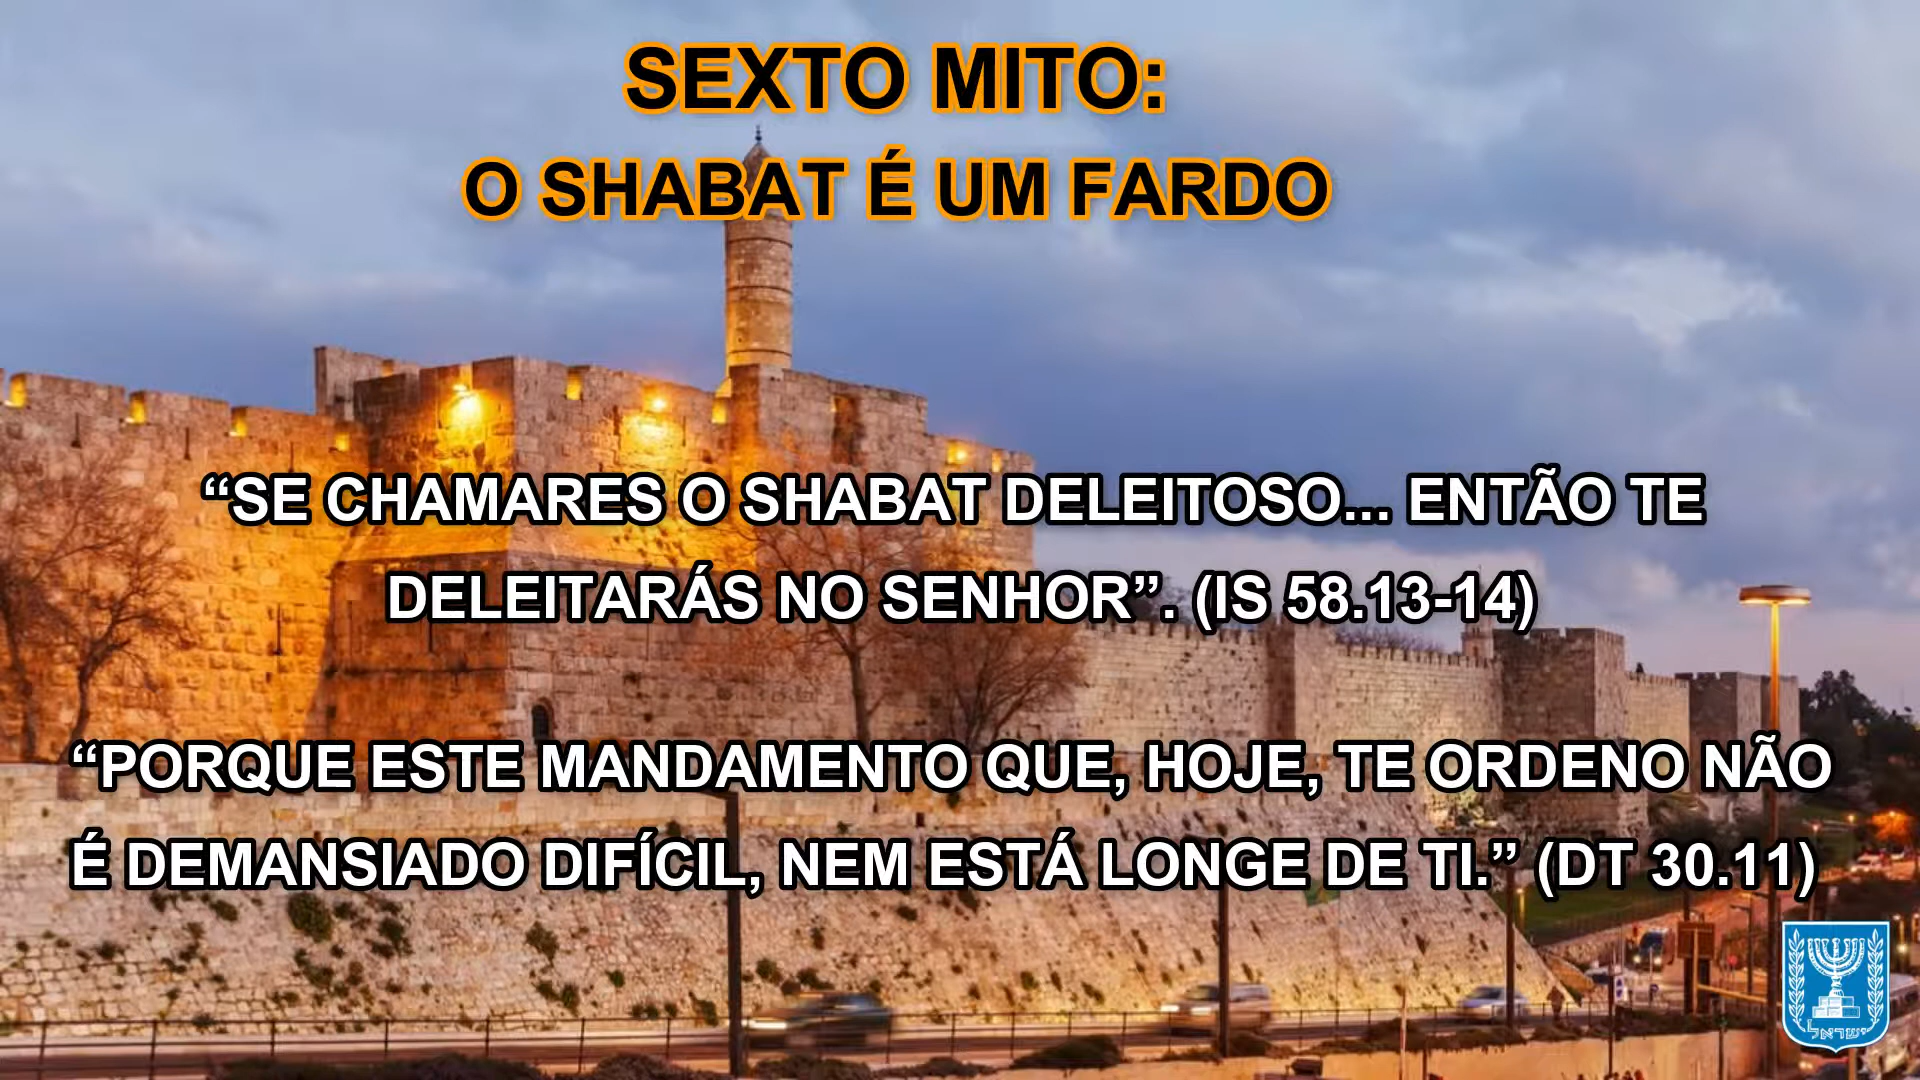 SEXTO MITO:
O SHABAT É UM FARDO
“SE CHAMARES O SHABAT DELEITOSO... ENTÃO TE
DELEITARÁS NO SENHOR”. (IS 58.13-14)
“PORQUE ESTE MANDAMENTO QUE, HOJE, TE ORDENO NÃO
É DEMANSIADO DIFÍCIL, NEM ESTÁ LONGE DE TI.” (DT 30.11)
ישראל